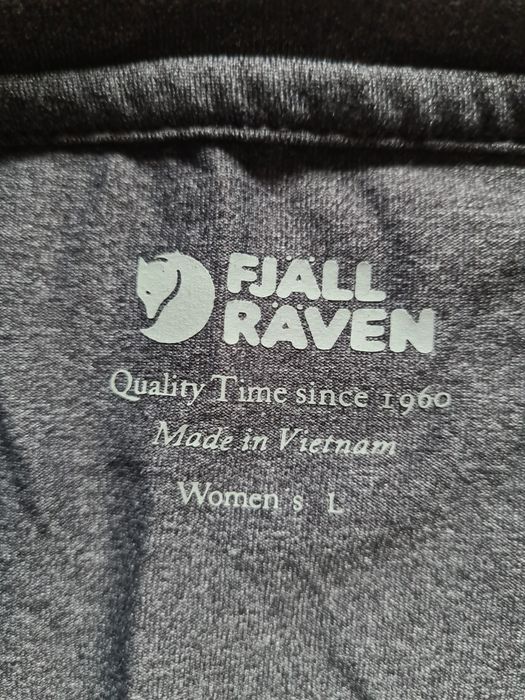 FJÄLL
RÄVEN
Quality Time since 1960
Made in Vietnam
Women s L